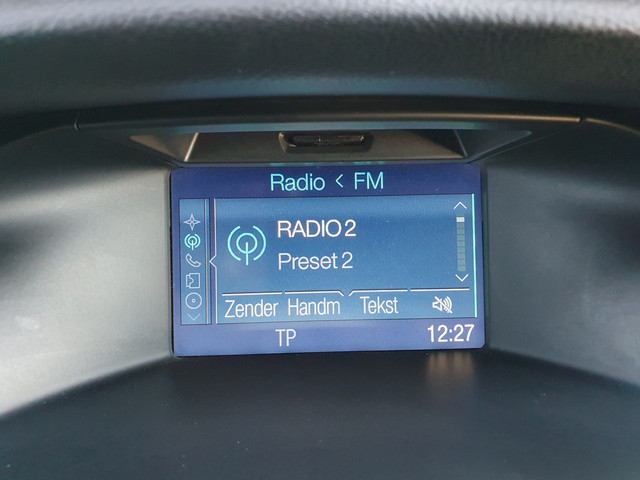 Radio < FM
RADIO 2
Preset 2
Zender Handm Tekst
TP 12:27